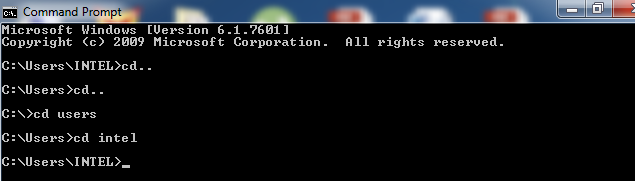 Command Prompt
Microsoft Windows [Version 6.1.7601]
Copyright (c) 2009 Microsoft Corporation.  All rights reserved.
C:\Users\INTEL>cd..
C:\Users>cd..
C:\>cd users
C:\Users>cd intel
C:\Users\INTEL>_